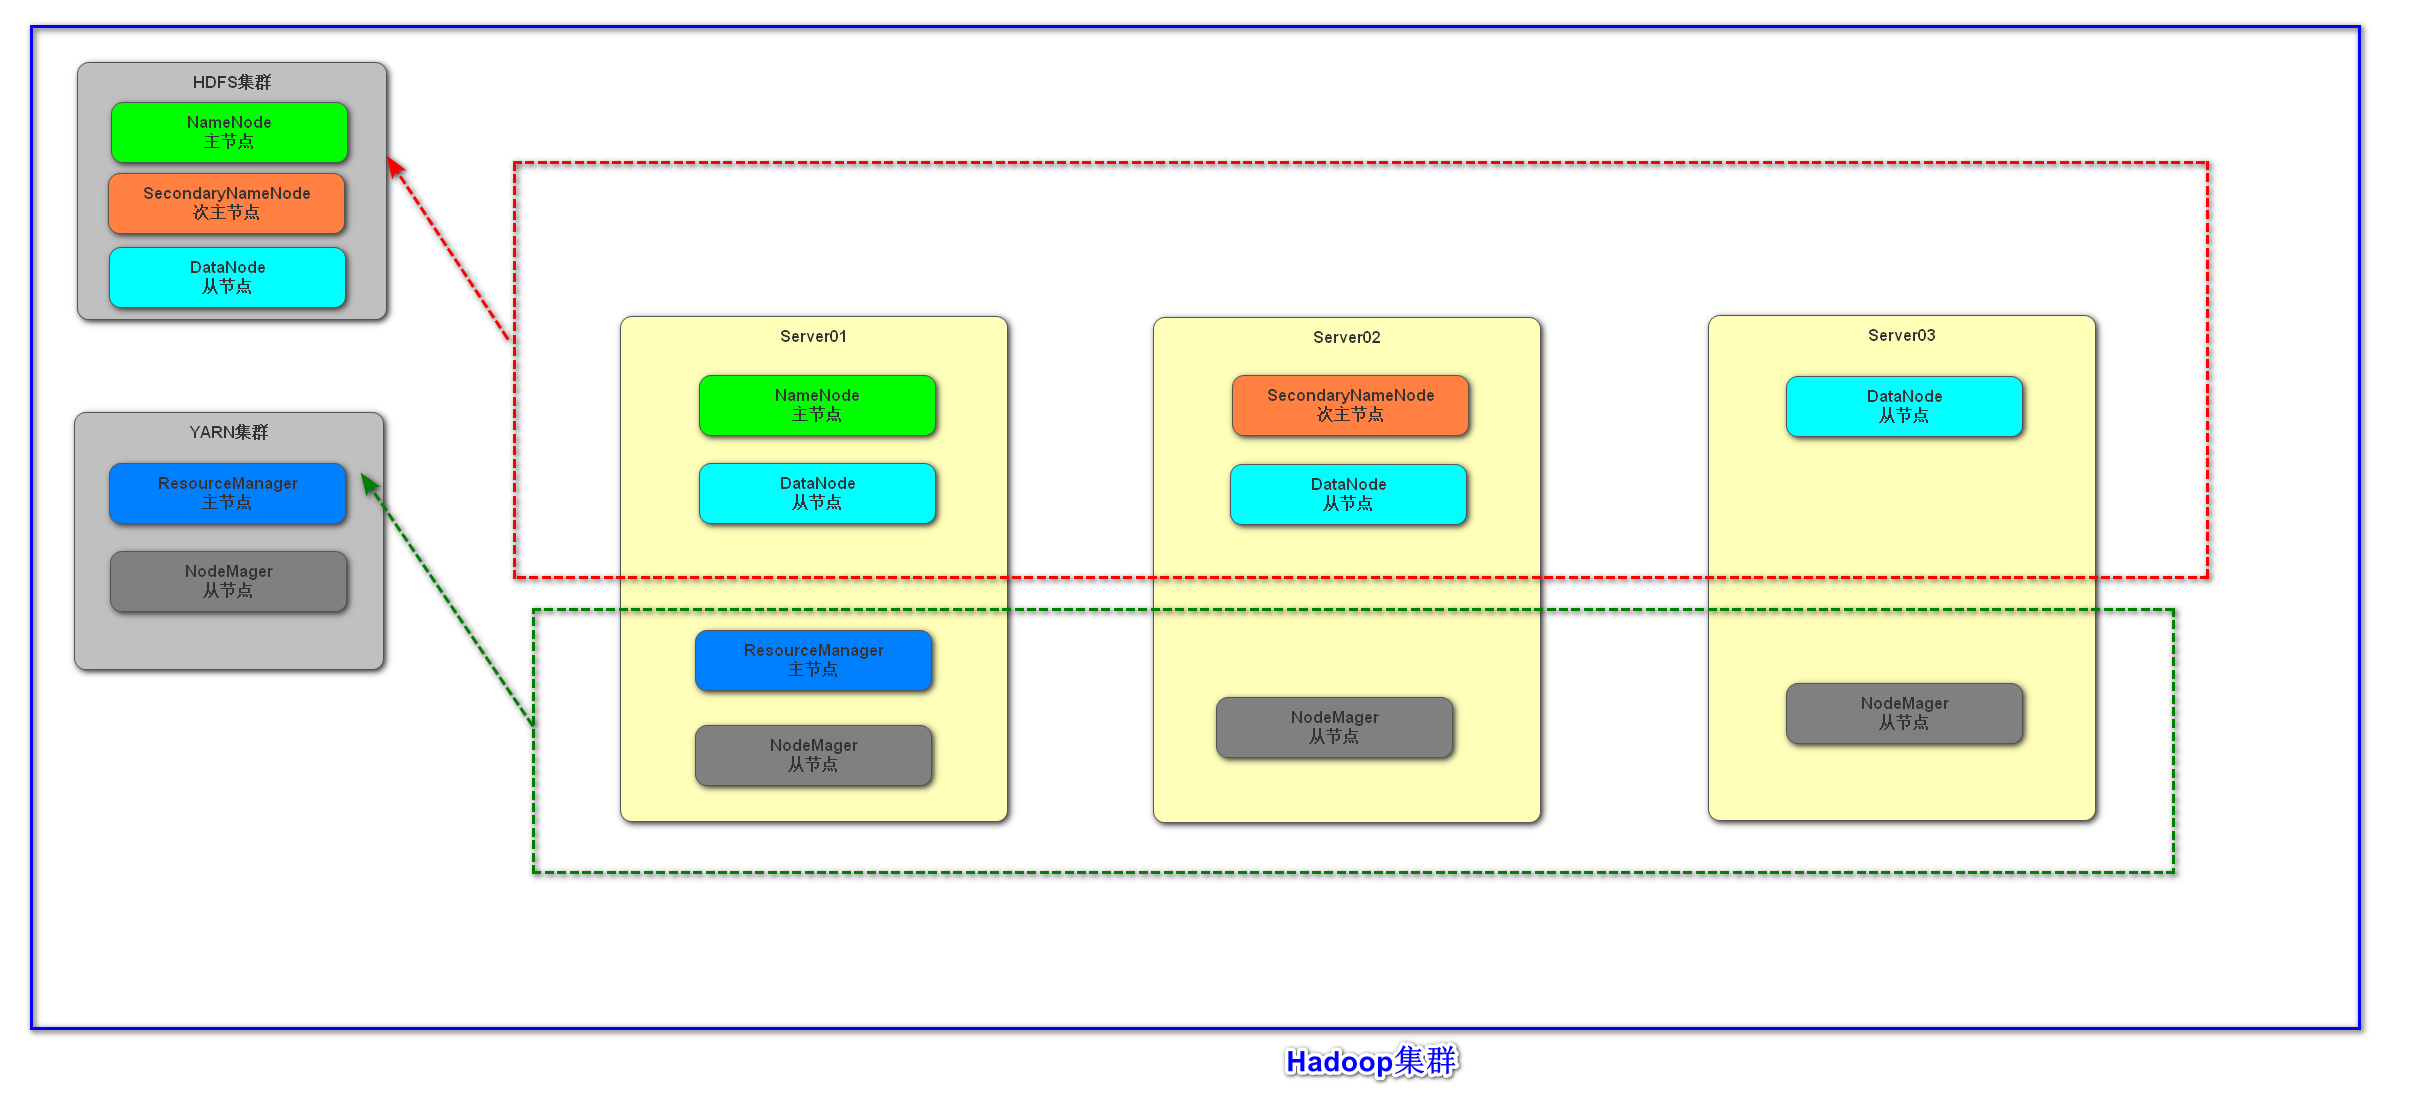 HDFS集群
NameNode
主节点
SecondaryNameNode
次主节点
DataNode
从节点
YARN集群
ResourceManager
主节点
NodeMager
从节点
Server01
NameNode
主节点
DataNode
从节点
ResourceManager
主节点
NodeMager
从节点
Server02
SecondaryNameNode
次主节点
DataNode
从节点
NodeMager
从节点
Server03
DataNode
从节点
NodeMager
从节点
Hadoop集群